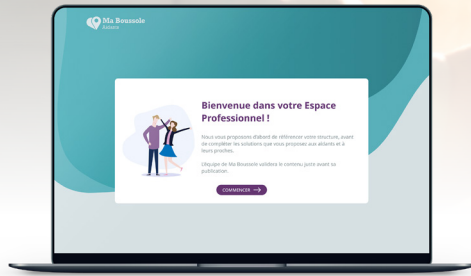 Ma Boussole
Aidants
Bienvenue dans votre Espace
Professionnel !
Nous vous proposons d'abord de référencer votre structure, avant
de compléter les solutions que vous proposez aux aidants et à
leurs proches.
L'équipe de Ma Boussole validera le contenu juste avant sa
publication.
COMMENCER